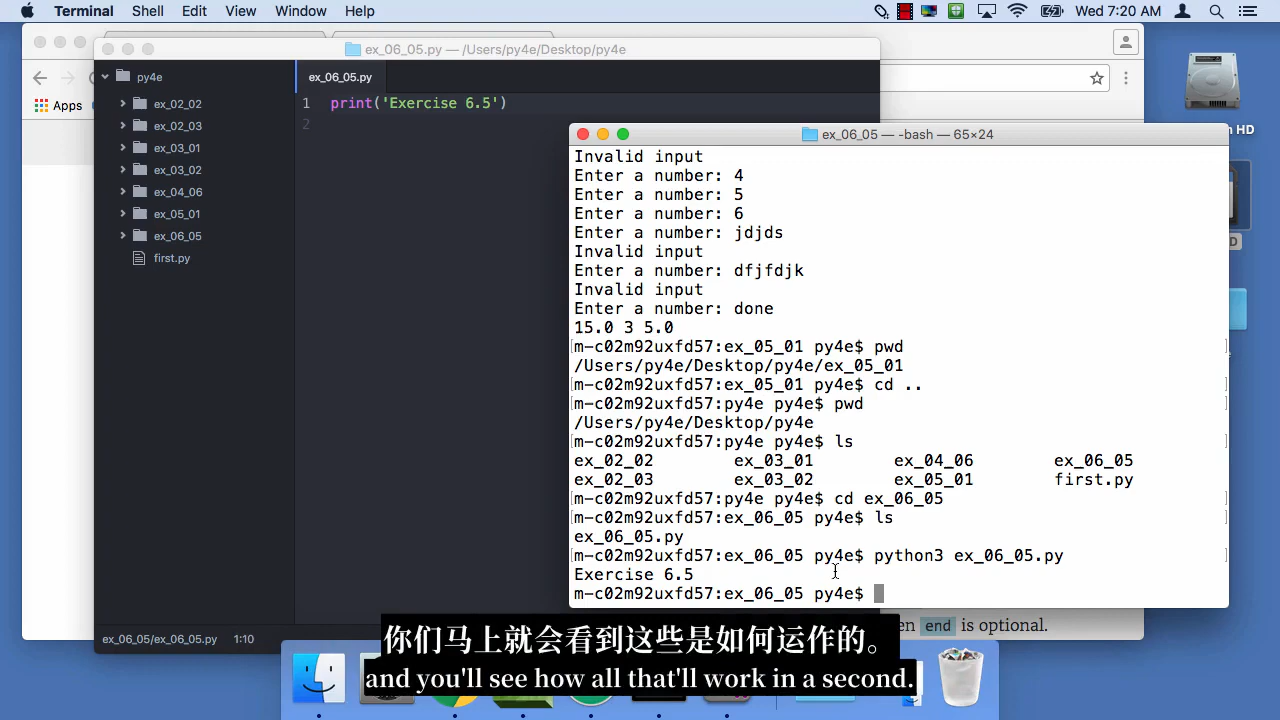 Terminal Shell Edit View Window Help
Wed 7:20 AM
ex_06_05.py — /Users/py4e/Desktop/py4e
py4e
ex_06_05.py
Apps
ex_02_02
ex_02_03
ex_03_01
ex_03_02
ex_04_06
ex_05_01
ex_06_05
first.py
1 print('Exercise 6.5')
2
HD
ex_06_05 — -bash — 65×24
Invalid input
Enter a number: 4
Enter a number: 5
Enter a number: 6
Enter a number: jdjds
Invalid input
Enter a number: dfjfdjk
Invalid input
Enter a number: done
15.0 3 5.0
[m-c02m92uxfd57:ex_05_01 py4e$ pwd ]
/Users/py4e/Desktop/py4e/ex_05_01
[m-c02m92uxfd57:ex_05_01 py4e$ cd .. ]
[m-c02m92uxfd57:py4e py4e$ pwd ]
/Users/py4e/Desktop/py4e
[m-c02m92uxfd57:py4e py4e$ ls ]
ex_02_02 ex_03_01 ex_04_06 ex_06_05
ex_02_03 ex_03_02 ex_05_01 first.py
[m-c02m92uxfd57:py4e py4e$ cd ex_06_05 ]
[m-c02m92uxfd57:ex_06_05 py4e$ ls ]
ex_06_05.py
[m-c02m92uxfd57:ex_06_05 py4e$ python3 ex_06_05.py ]
Exercise 6.5
m-c02m92uxfd57:ex_06_05 py4e$
end is optional.
ex_06_05/ex_06_05.py 1:10
你们马上就会看到这些是如何运作的。
and you'll see how all that'll work in a second.